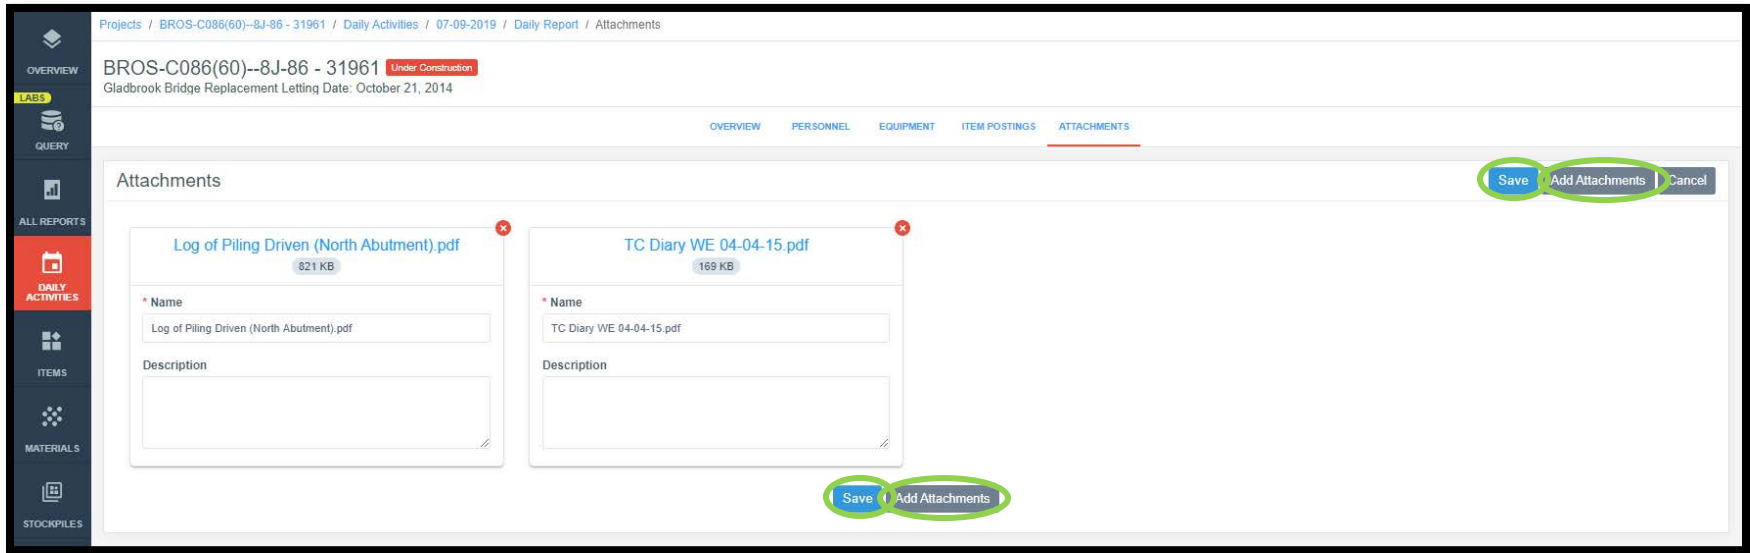 Projects / BROS-C086(60)--8J-86 - 31961 / Daily Activities / 07-09-2019 / Daily Report / Attachments
OVERVIEW
LABS
QUERY
ALL REPORTS
DAILY
ACTIVITIES
ITEMS
MATERIALS
STOCKPILES
BROS-C086(60)--8J-86 - 31961 Under Construction
Gladbrook Bridge Replacement Letting Date: October 21, 2014
OVERVIEW PERSONNEL EQUIPMENT ITEM POSTINGS ATTACHMENTS
Attachments
Save Add Attachments Cancel
Log of Piling Driven (North Abutment).pdf
821 KB
* Name
Log of Piling Driven (North Abutment).pdf
Description
TC Diary WE 04-04-15.pdf
169 KB
* Name
TC Diary WE 04-04-15.pdf
Description
Save Add Attachments